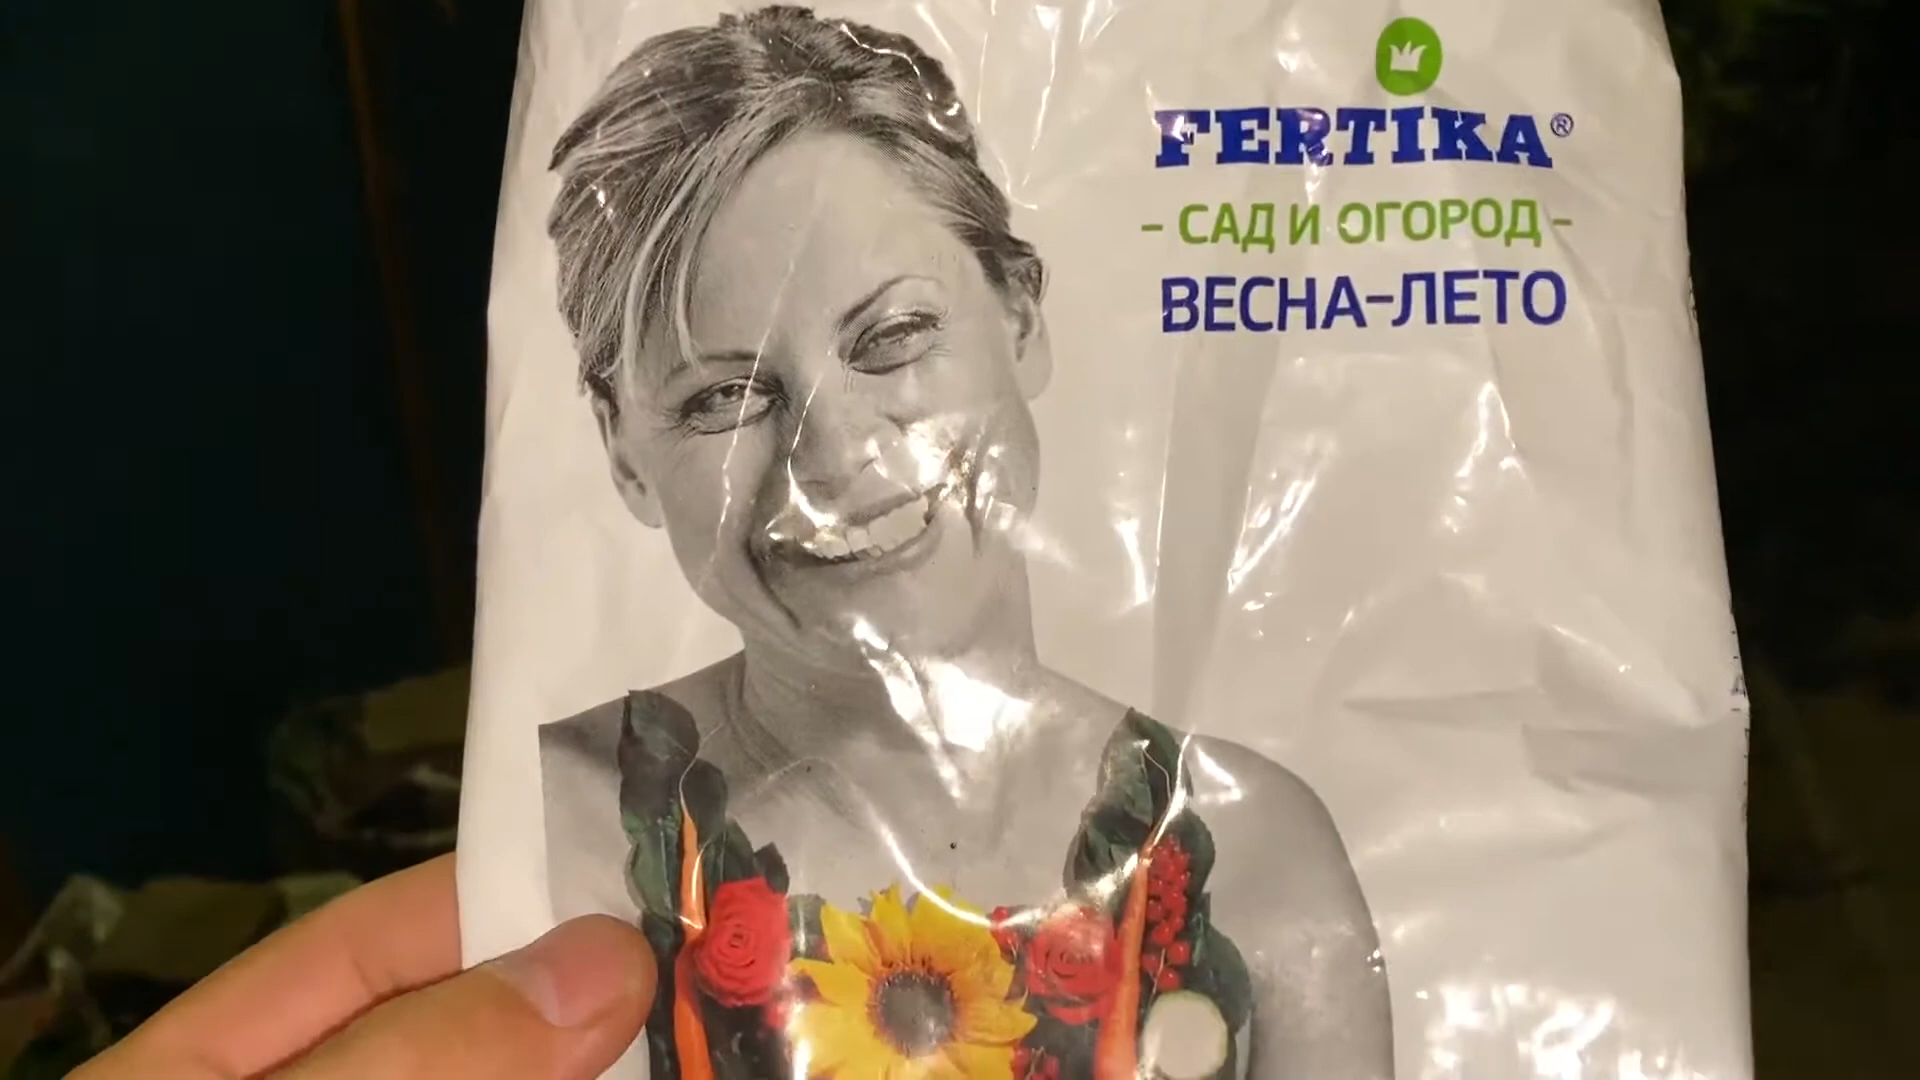 FERTIKA®
- САД И ОГОРОД -
ВЕСНА-ЛЕТО